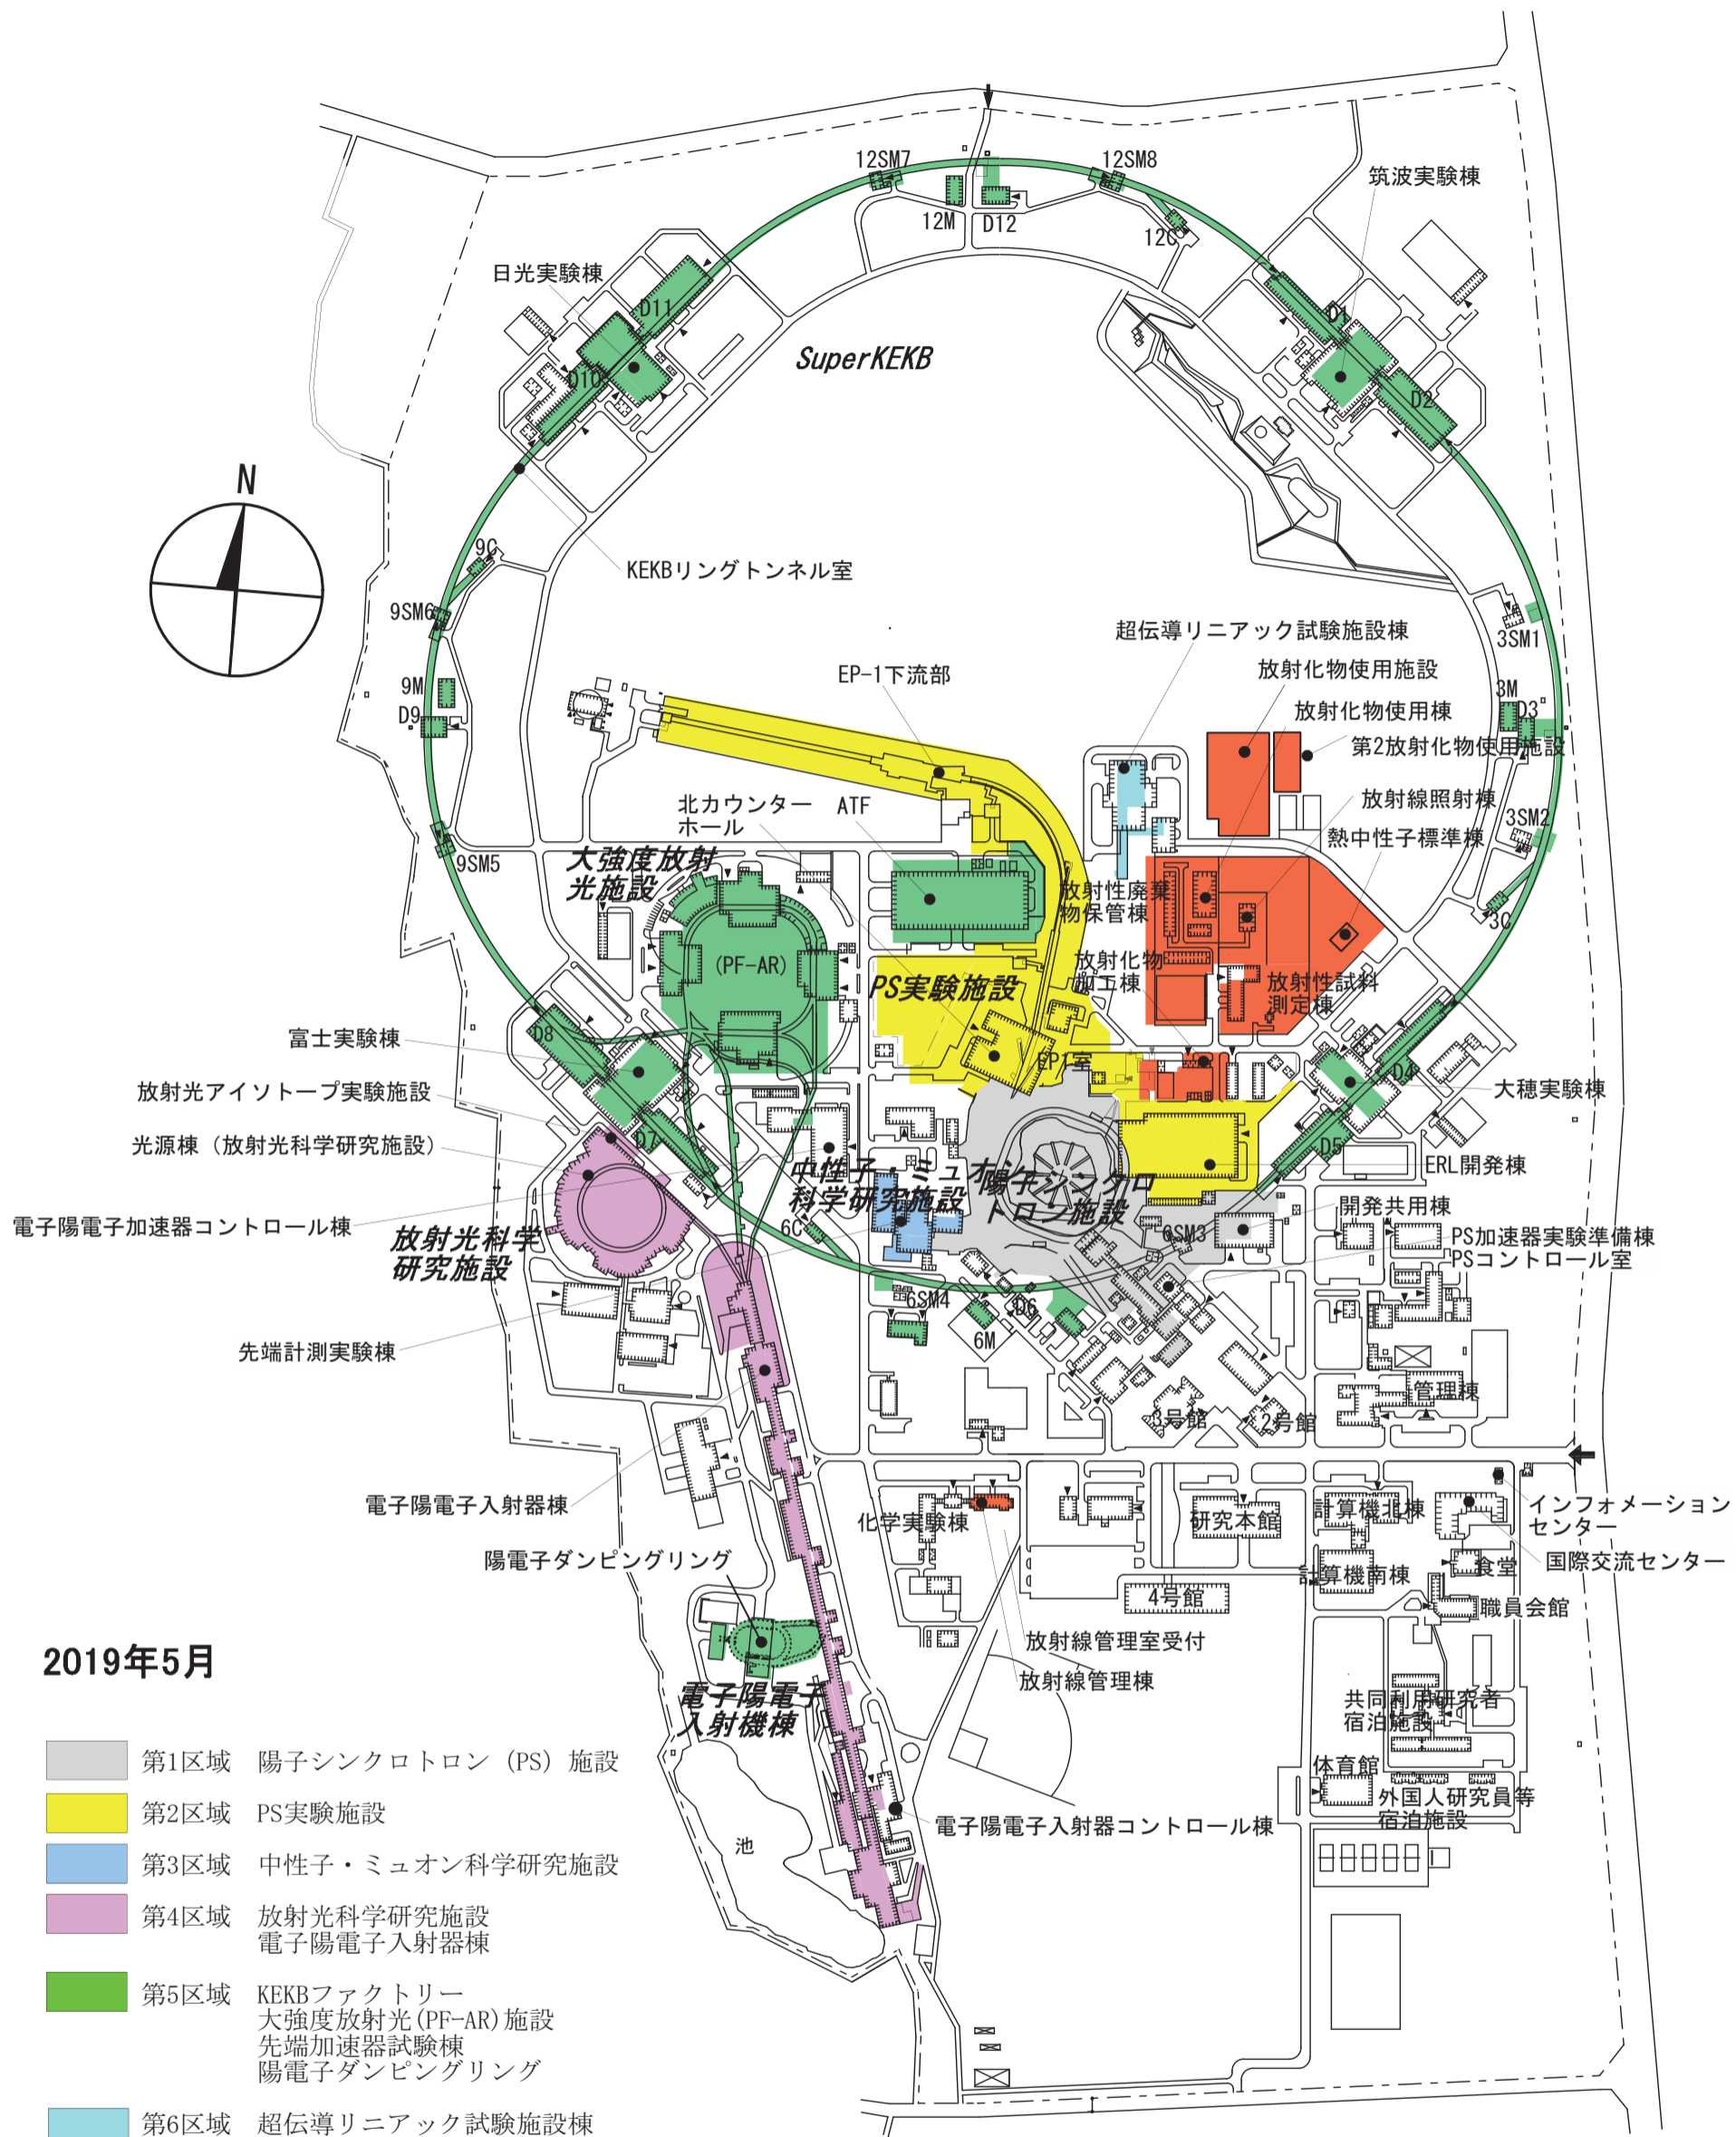 12SM7
12SM8
筑波実験棟
12M
D12
12C
日光実験棟
D11
D1
SuperKEKB
D10
D2
N
KEKBリングトンネル室
9C
9SM6
3SM1
超伝導リニアック試験施設棟
放射化物使用施設
EP-1下流部
9M
3M
D9
D3
放射化物使用棟
第2放射化物使用施設
北カウンター
ホール
ATF
放射線照射棟
3SM2
熱中性子標準棟
9SM5
大強度放射
光施設
放射性廃棄
物保管棟
3C
(PF-AR)
PS実験施設
放射化物
加工棟
放射性試料
測定棟
D8
富士実験棟
EP1室
D4
大穂実験棟
放射光アイソトープ実験施設
D7
D5
光源棟（放射光科学研究施設）
ERL開発棟
中性子・ミュオン
科学研究施設
陽子シンクロ
トロン施設
電子陽電子加速器コントロール棟
6C
開発共用棟
放射光科学
研究施設
6SM3
PS加速器実験準備棟
PSコントロール室
6SM4
D6
6M
先端計測実験棟
管理棟
3号館
2号館
電子陽電子入射器棟
化学実験棟
研究本館
計算機北棟
インフォメーション
センター
陽電子ダンピングリング
国際交流センター
食堂
計算機南棟
4号館
職員会館
放射線管理室受付
放射線管理棟
電子陽電子
入射機棟
共同利用研究者
宿泊施設
体育館
外国人研究員等
宿泊施設
電子陽電子入射器コントロール棟
池
2019年5月
第1区域 陽子シンクロトロン（PS）施設
第2区域 PS実験施設
第3区域 中性子・ミュオン科学研究施設
第4区域 放射光科学研究施設
電子陽電子入射器棟
第5区域 KEKBファクトリー
大強度放射光(PF-AR)施設
先端加速器試験棟
陽電子ダンピングリング
第6区域 超伝導リニアック試験施設棟